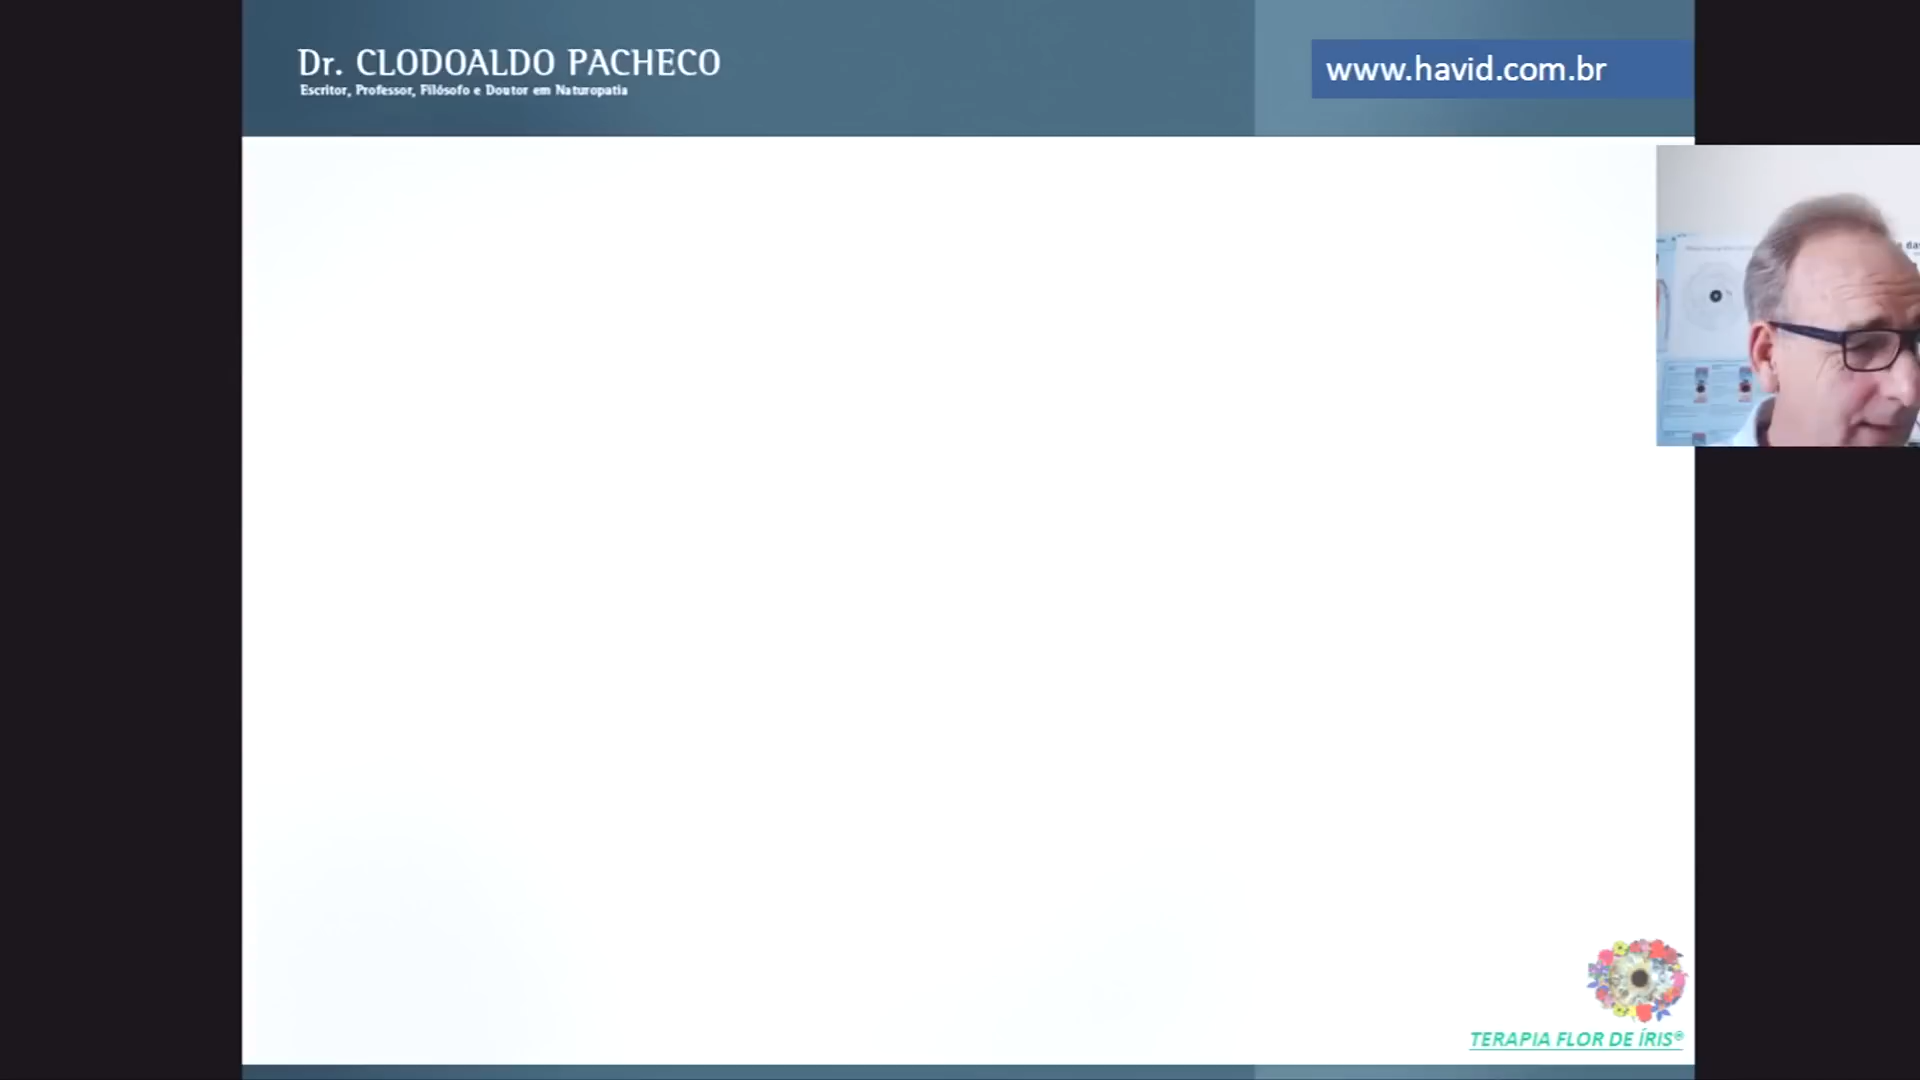 Dr. CLODOALDO PACHECO
Escritor, Professor, Filósofo e Doutor em Naturopatia
www.havid.com.br
TERAPIA FLOR DE ÍRIS®